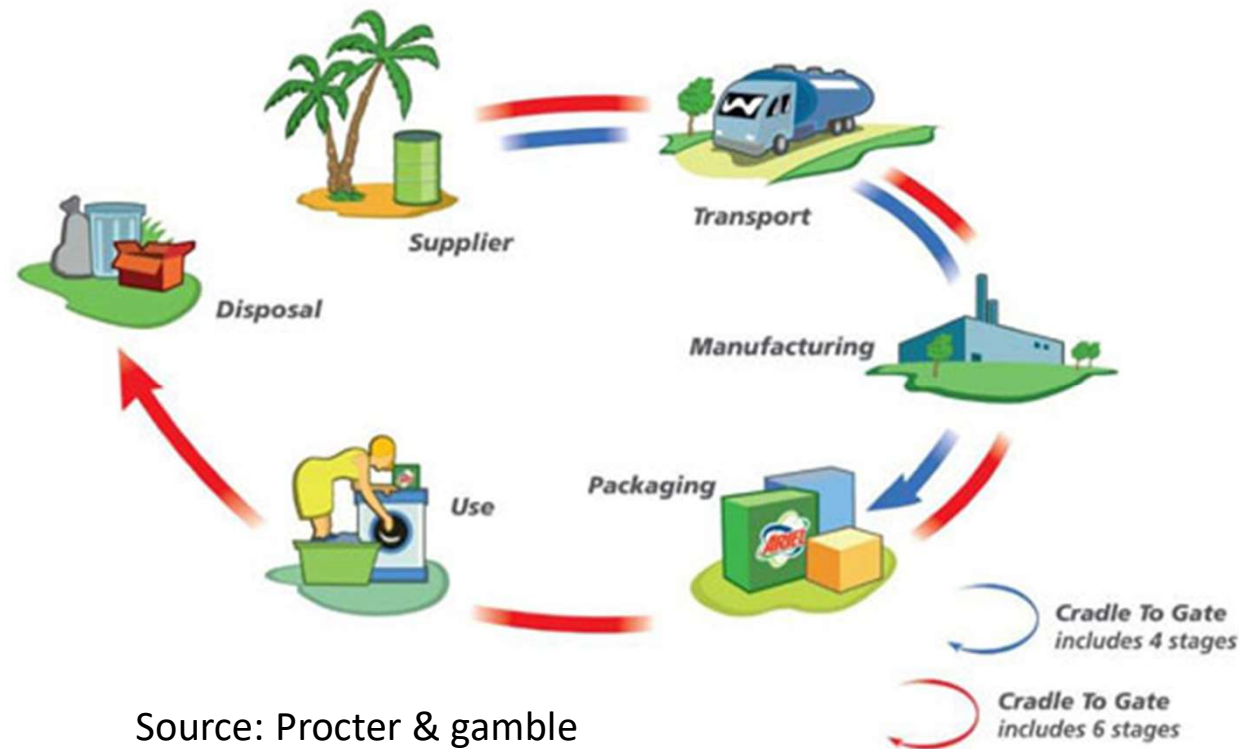 Supplier
Transport
Disposal
Manufacturing
Packaging
ARIEL
Use
Cradle To Gate
includes 4 stages
Cradle To Gate
includes 6 stages
Source: Procter & gamble